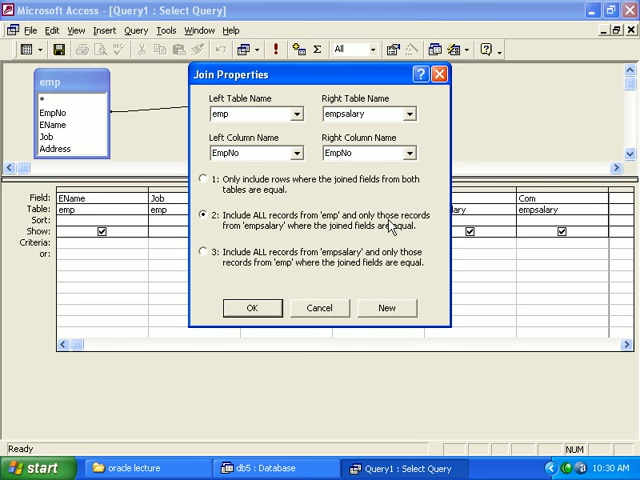 Microsoft Access - [Query1 : Select Query]
File Edit View Insert Query Tools Window Help
All
emp
*
EmpNo
EName
Job
Address
Join Properties
Left Table Name Right Table Name
emp empsalary
Left Column Name Right Column Name
EmpNo EmpNo
1: Only include rows where the joined fields from both
tables are equal.
2: Include ALL records from 'emp' and only those records
from 'empsalary' where the joined fields are equal.
3: Include ALL records from 'empsalary' and only those
records from 'emp' where the joined fields are equal.
OK Cancel New
Field: EName Job Com
Table: emp emp empsalary
Sort:
Show:
Criteria:
or:
Ready NUM
start oracle lecture db5 : Database Query1 : Select Query 10:30 AM